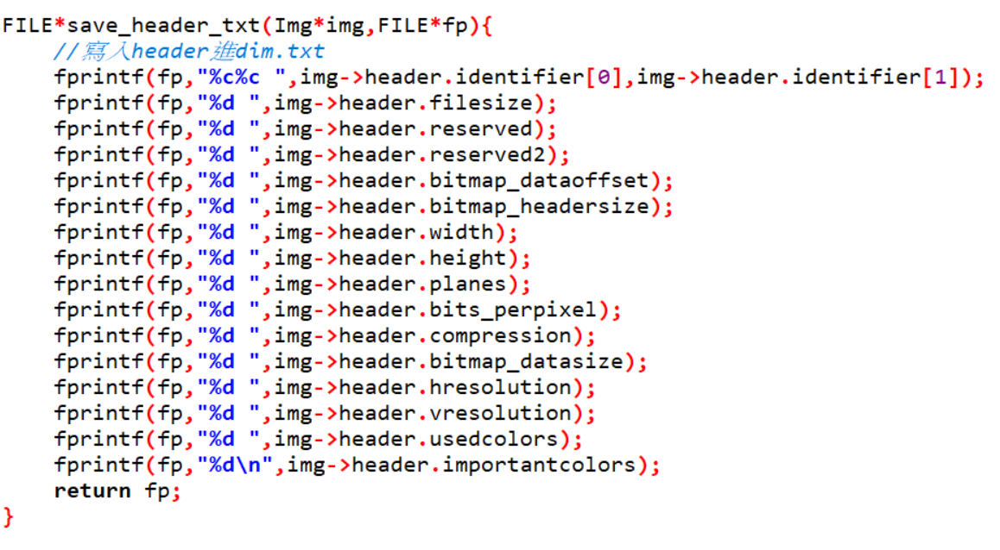 FILE*save_header_txt(Img*img,FILE*fp){
    //寫入header進dim.txt
    fprintf(fp,"%c%c ",img->header.identifier[0],img->header.identifier[1]);
    fprintf(fp,"%d ",img->header.filesize);
    fprintf(fp,"%d ",img->header.reserved);
    fprintf(fp,"%d ",img->header.reserved2);
    fprintf(fp,"%d ",img->header.bitmap_dataoffset);
    fprintf(fp,"%d ",img->header.bitmap_headersize);
    fprintf(fp,"%d ",img->header.width);
    fprintf(fp,"%d ",img->header.height);
    fprintf(fp,"%d ",img->header.planes);
    fprintf(fp,"%d ",img->header.bits_perpixel);
    fprintf(fp,"%d ",img->header.compression);
    fprintf(fp,"%d ",img->header.bitmap_datasize);
    fprintf(fp,"%d ",img->header.hresolution);
    fprintf(fp,"%d ",img->header.vresolution);
    fprintf(fp,"%d ",img->header.usedcolors);
    fprintf(fp,"%d\n",img->header.importantcolors);
    return fp;
}